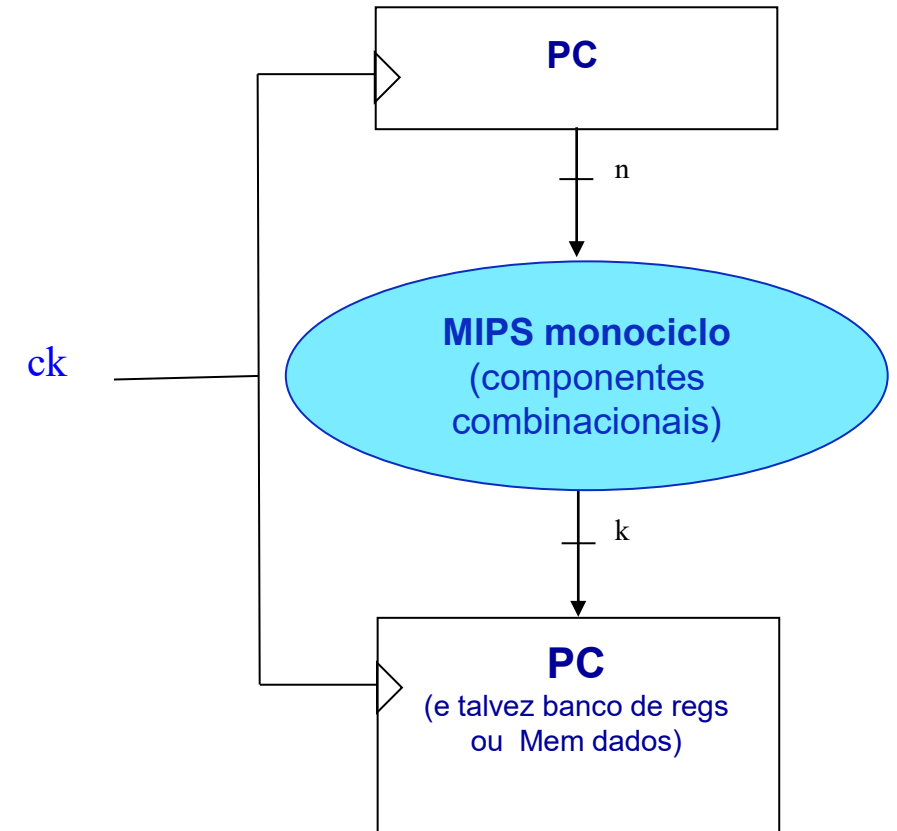 PC
n
MIPS monociclo
(componentes
combinacionais)
ck
k
PC
(e talvez banco de regs
ou Mem dados)